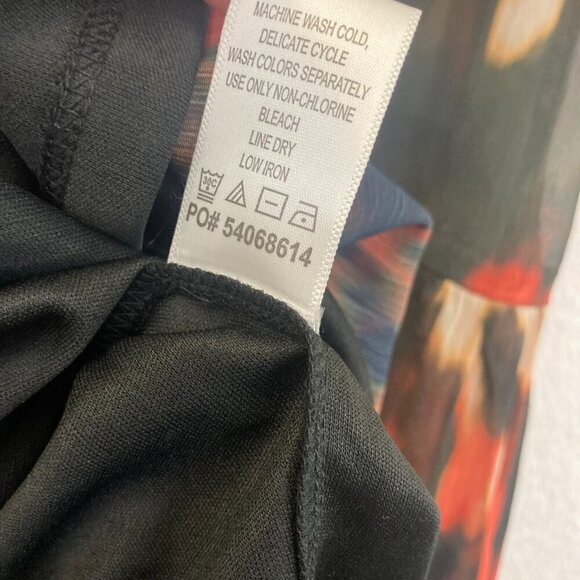 MACHINE WASH COLD,
DELICATE CYCLE
WASH COLORS SEPARATELY
USE ONLY NON-CHLORINE
BLEACH
LINE DRY
LOW IRON
30C
PO# 54068614